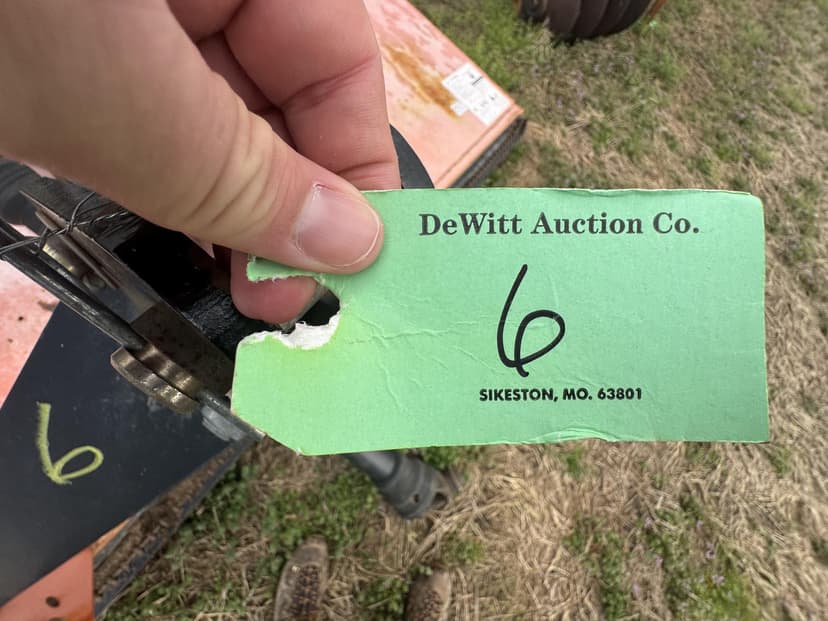 DeWitt Auction Co.
6
SIKESTON, MO. 63801
6